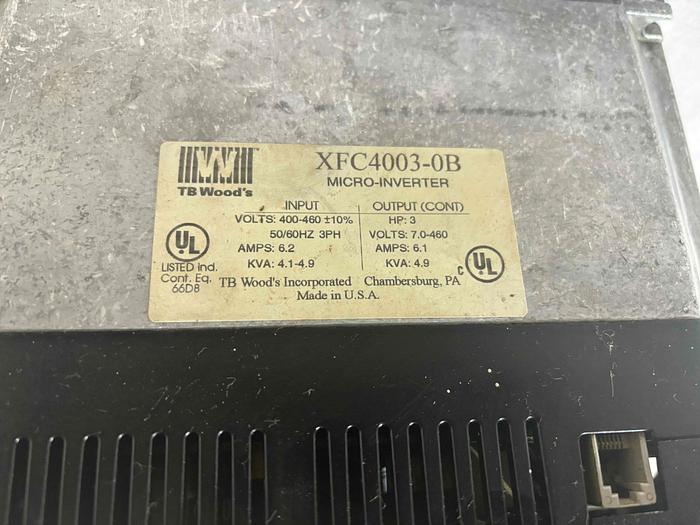 TB Wood's
XFC4003-0B
MICRO-INVERTER
INPUT
VOLTS: 400-460 ±10%
50/60HZ 3PH
AMPS: 6.2
KVA: 4.1-4.9
OUTPUT (CONT)
HP: 3
VOLTS: 7.0-460
AMPS: 6.1
KVA: 4.9
UL
LISTED Ind.
Cont. Eq.
66D8
C UL
TB Wood's Incorporated Chambersburg, PA
Made in U.S.A.